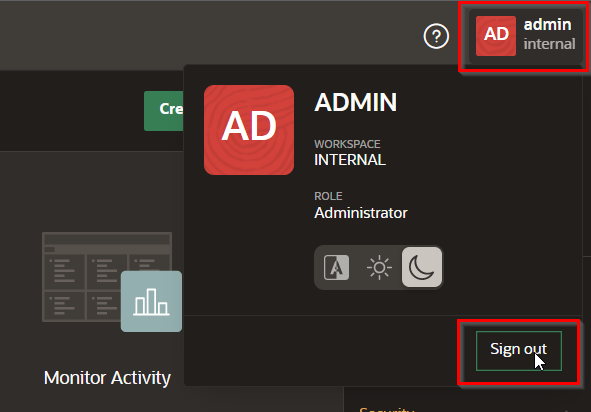 ?
AD
admin
internal
Cre
AD
ADMIN
WORKSPACE
INTERNAL
ROLE
Administrator
A
Sign out
Monitor Activity
Security